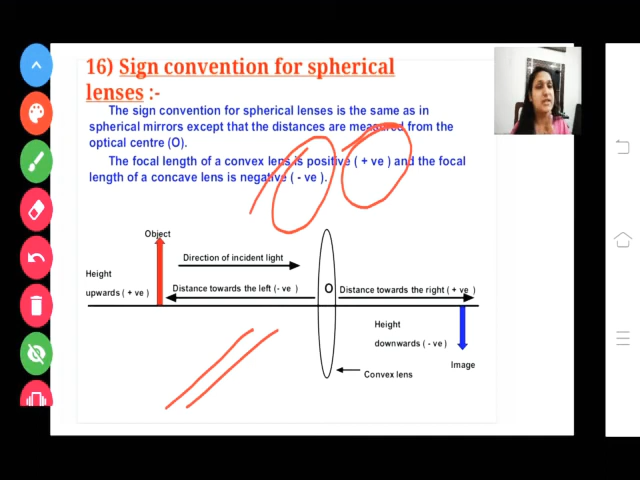 16) Sign convention for spherical
lenses :-
The sign convention for spherical lenses is the same as in
spherical mirrors except that the distances are measured from the
optical centre (O).
The focal length of a convex lens is positive ( + ve ) and the focal
length of a concave lens is negative ( - ve ).
Object
Direction of incident light
Height
upwards ( + ve )
Distance towards the left (- ve )
O
Distance towards the right ( + ve )
Height
downwards ( - ve )
Image
Convex lens